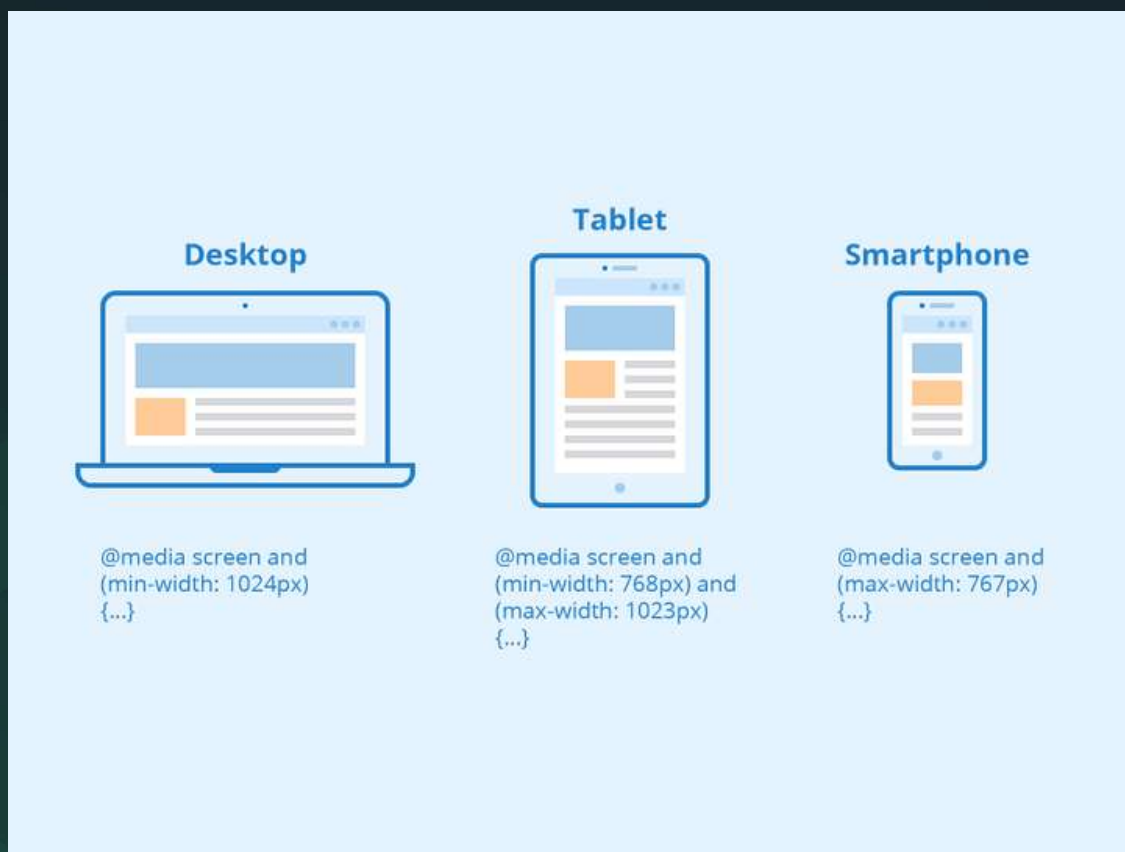 Desktop
@media screen and
(min-width: 1024px)
{...}
Tablet
@media screen and
(min-width: 768px) and
(max-width: 1023px)
{...}
Smartphone
@media screen and
(max-width: 767px)
{...}